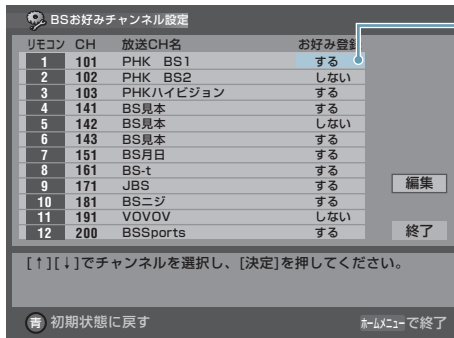 BSお好みチャンネル設定
リモコン CH 放送CH名 お好み登録
1 101 PHK BS1 する
2 102 PHK BS2 しない
3 103 PHKハイビジョン する
4 141 BS見本 する
5 142 BS見本 しない
6 143 BS見本 する
7 151 BS月日 する
8 161 BS-t する
9 171 JBS する
編集
10 181 BSニジ する
11 191 VOVOV しない
12 200 BSSports する
終了
[↑][↓]でチャンネルを選択し、[決定]を押してください。
青 初期状態に戻す ホームメニューで終了